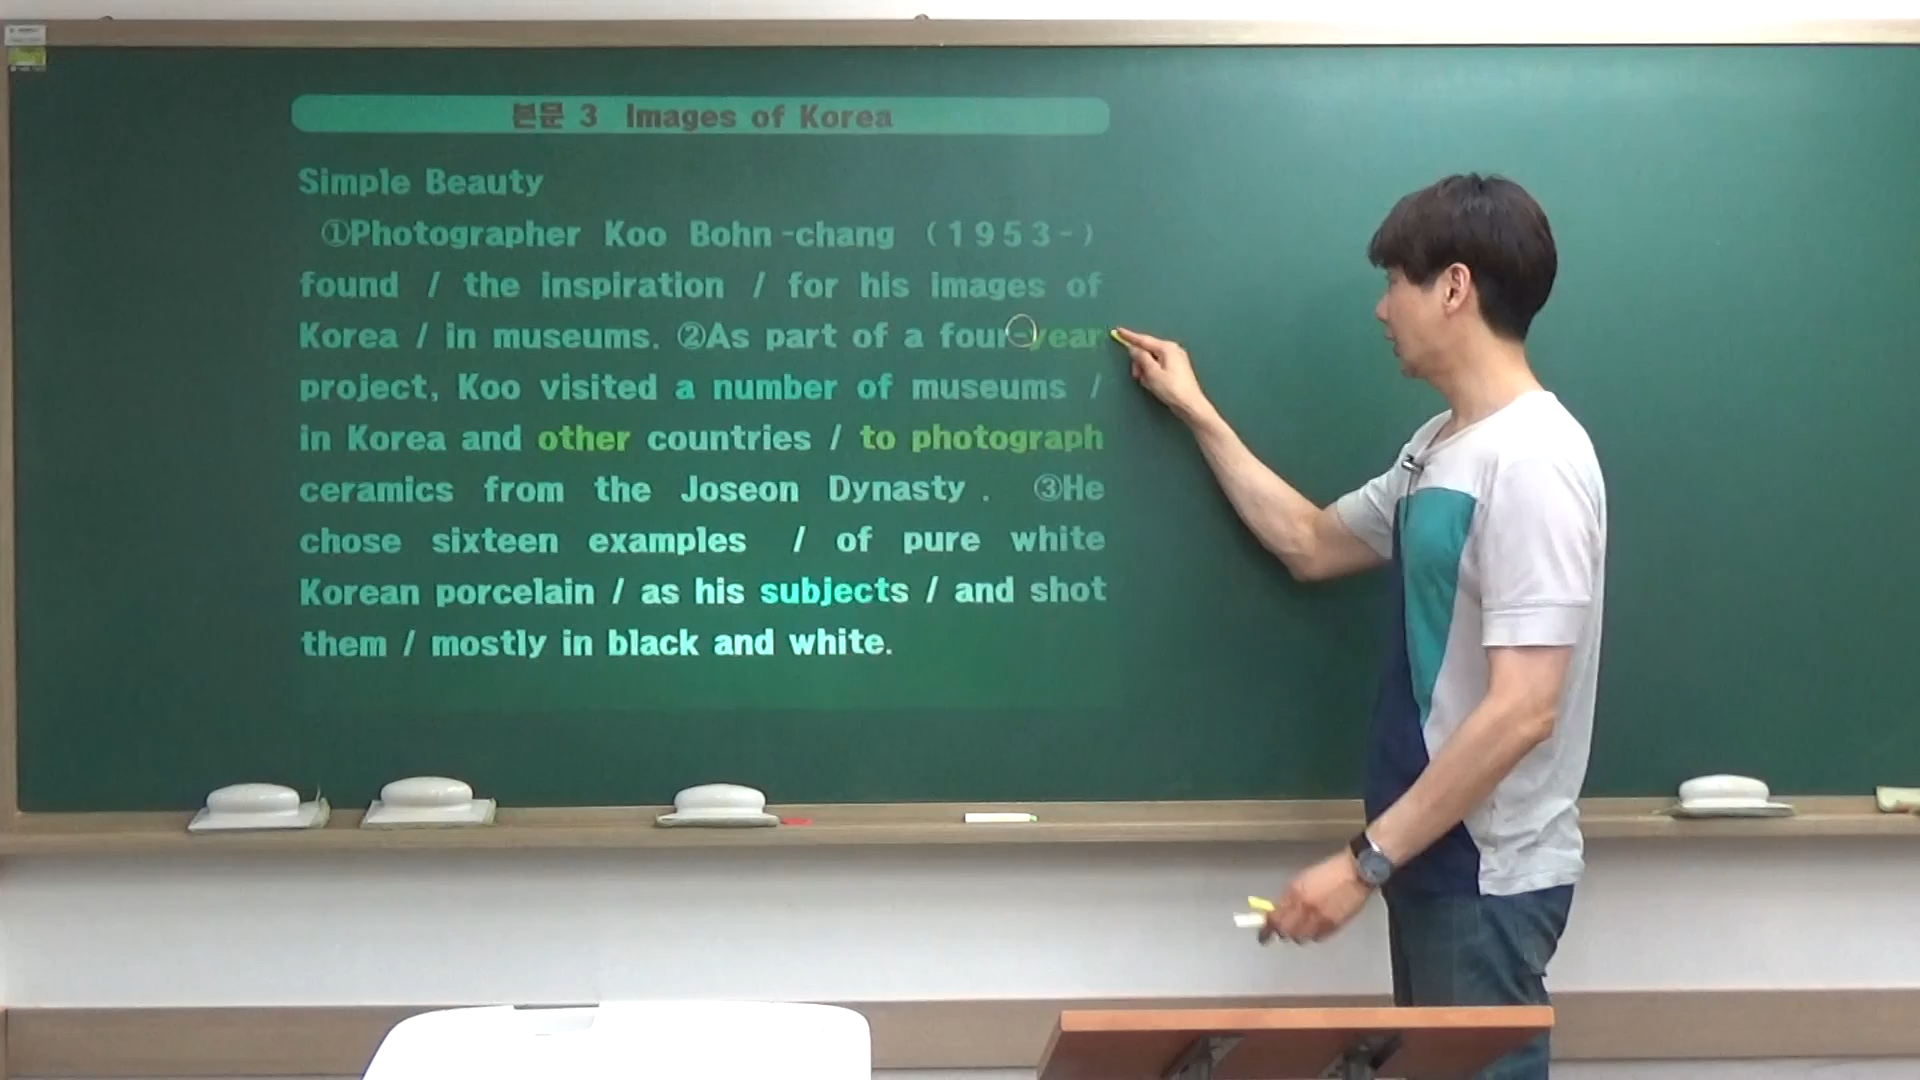 본문 3 Images of Korea
Simple Beauty
①Photographer Koo Bohn-chang (1953-)
found / the inspiration / for his images of
Korea / in museums. ②As part of a four-year
project, Koo visited a number of museums /
in Korea and other countries / to photograph
ceramics from the Joseon Dynasty. ③He
chose sixteen examples / of pure white
Korean porcelain / as his subjects / and shot
them / mostly in black and white.